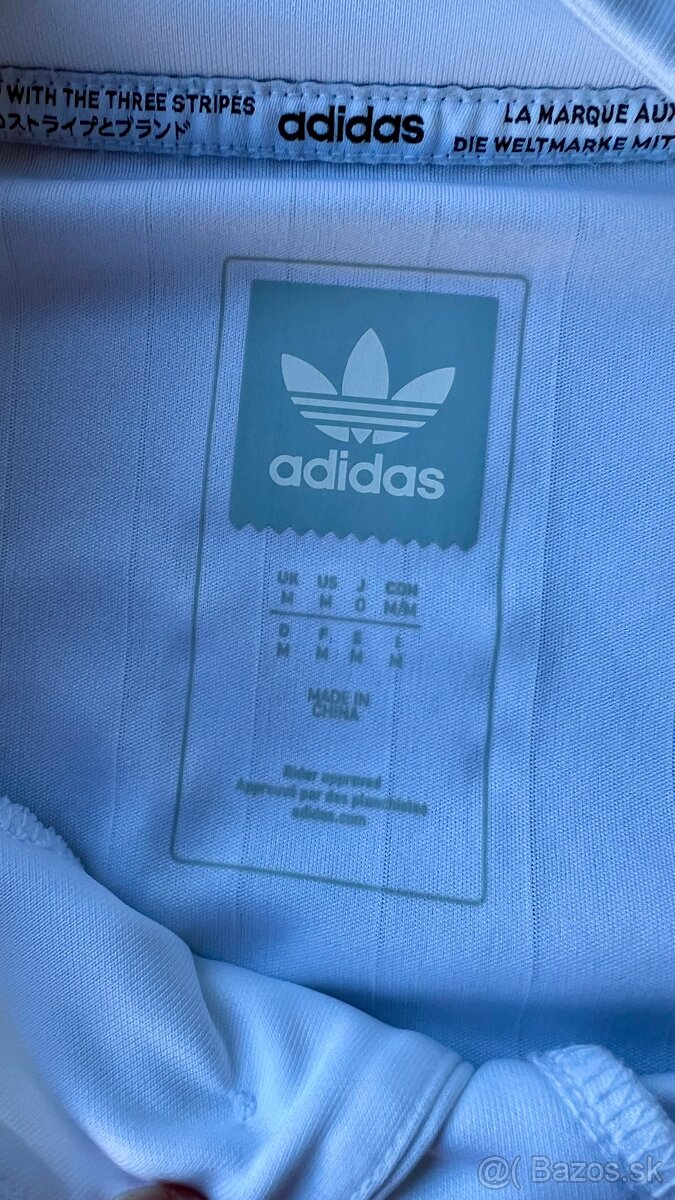 WITH THE THREE STRIPES
ストライプとブランド
adidas
LA MARQUE AUX
DIE WELTMARKE MIT
adidas
UK US J CDN
M M O M/M
D F E I
M M M M
MADE IN
CHINA
Rider approved
Approuvé par des planchistes
adidas.com
@( Bazos.sk